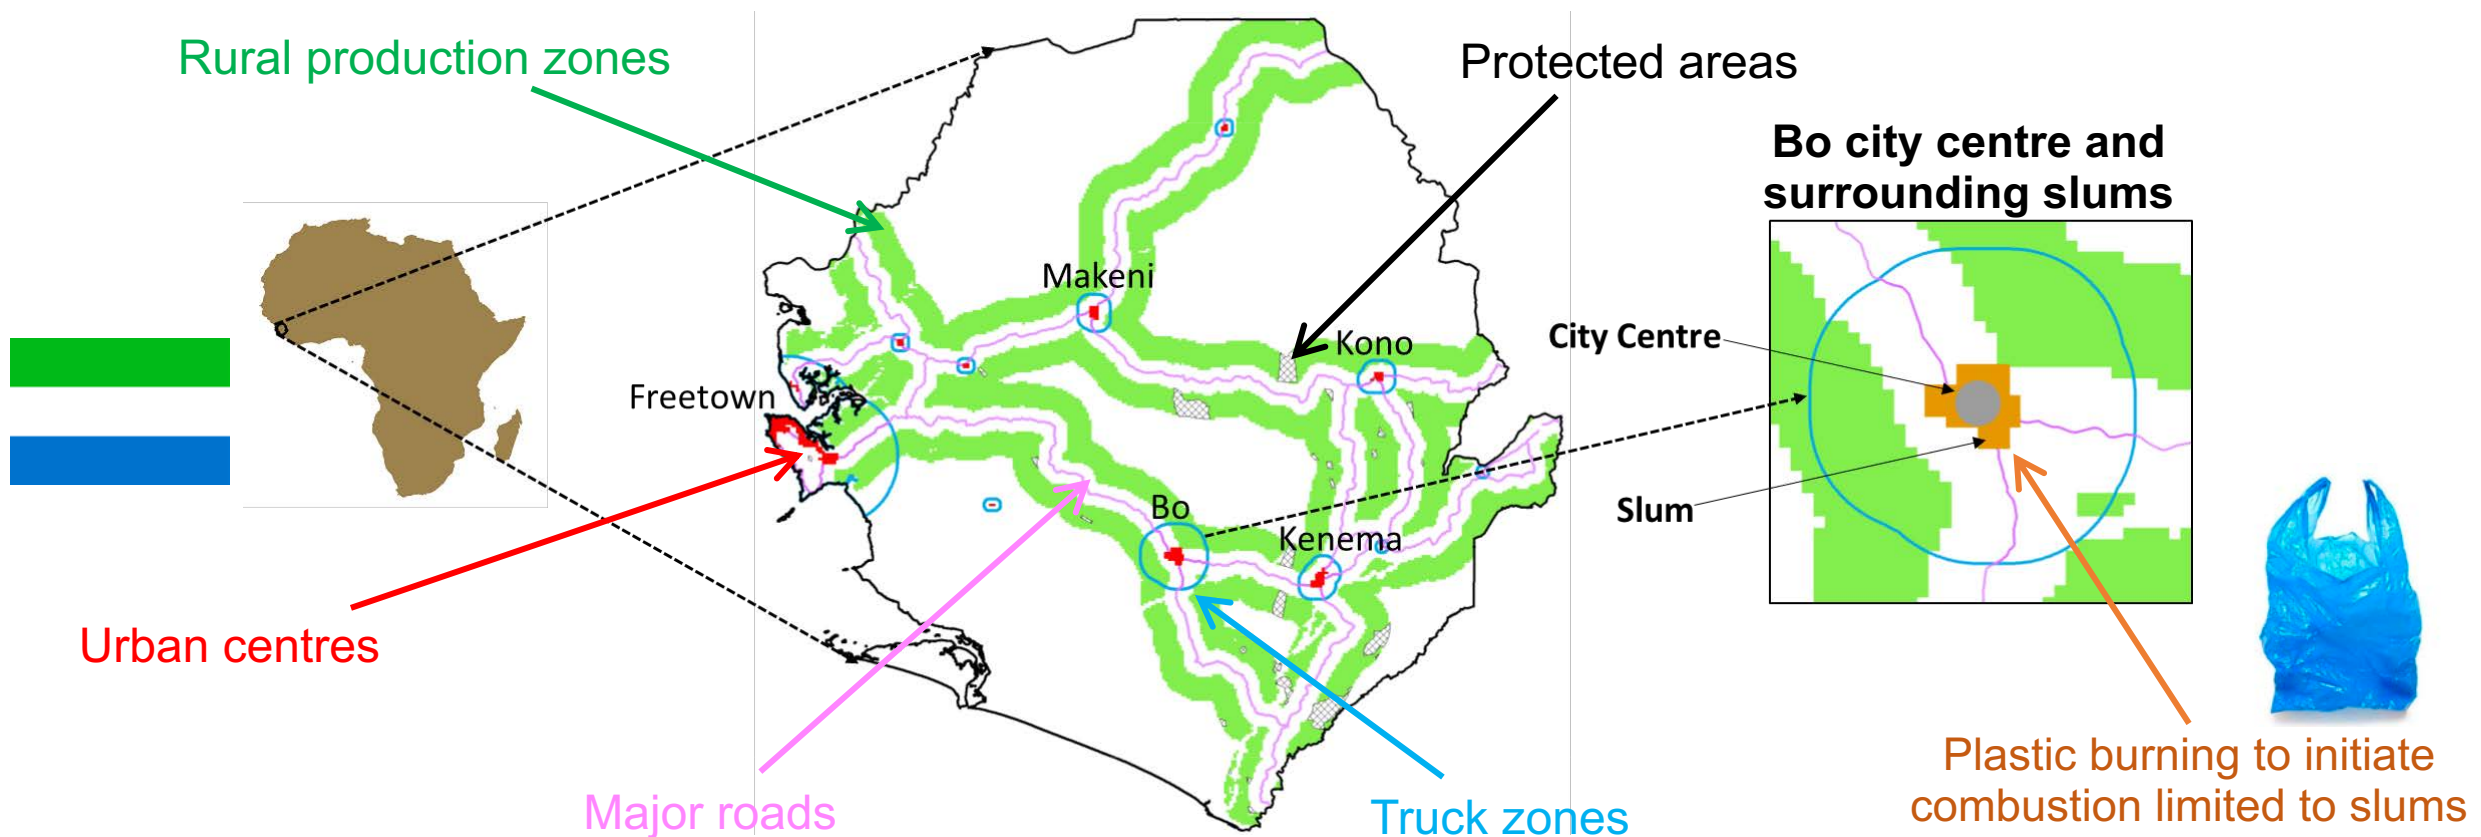 Rural production zones
Protected areas
Bo city centre and
surrounding slums
Makeni
Kono
City Centre
Freetown
Bo
Slum
Kenema
Urban centres
Plastic burning to initiate
combustion limited to slums
Major roads
Truck zones